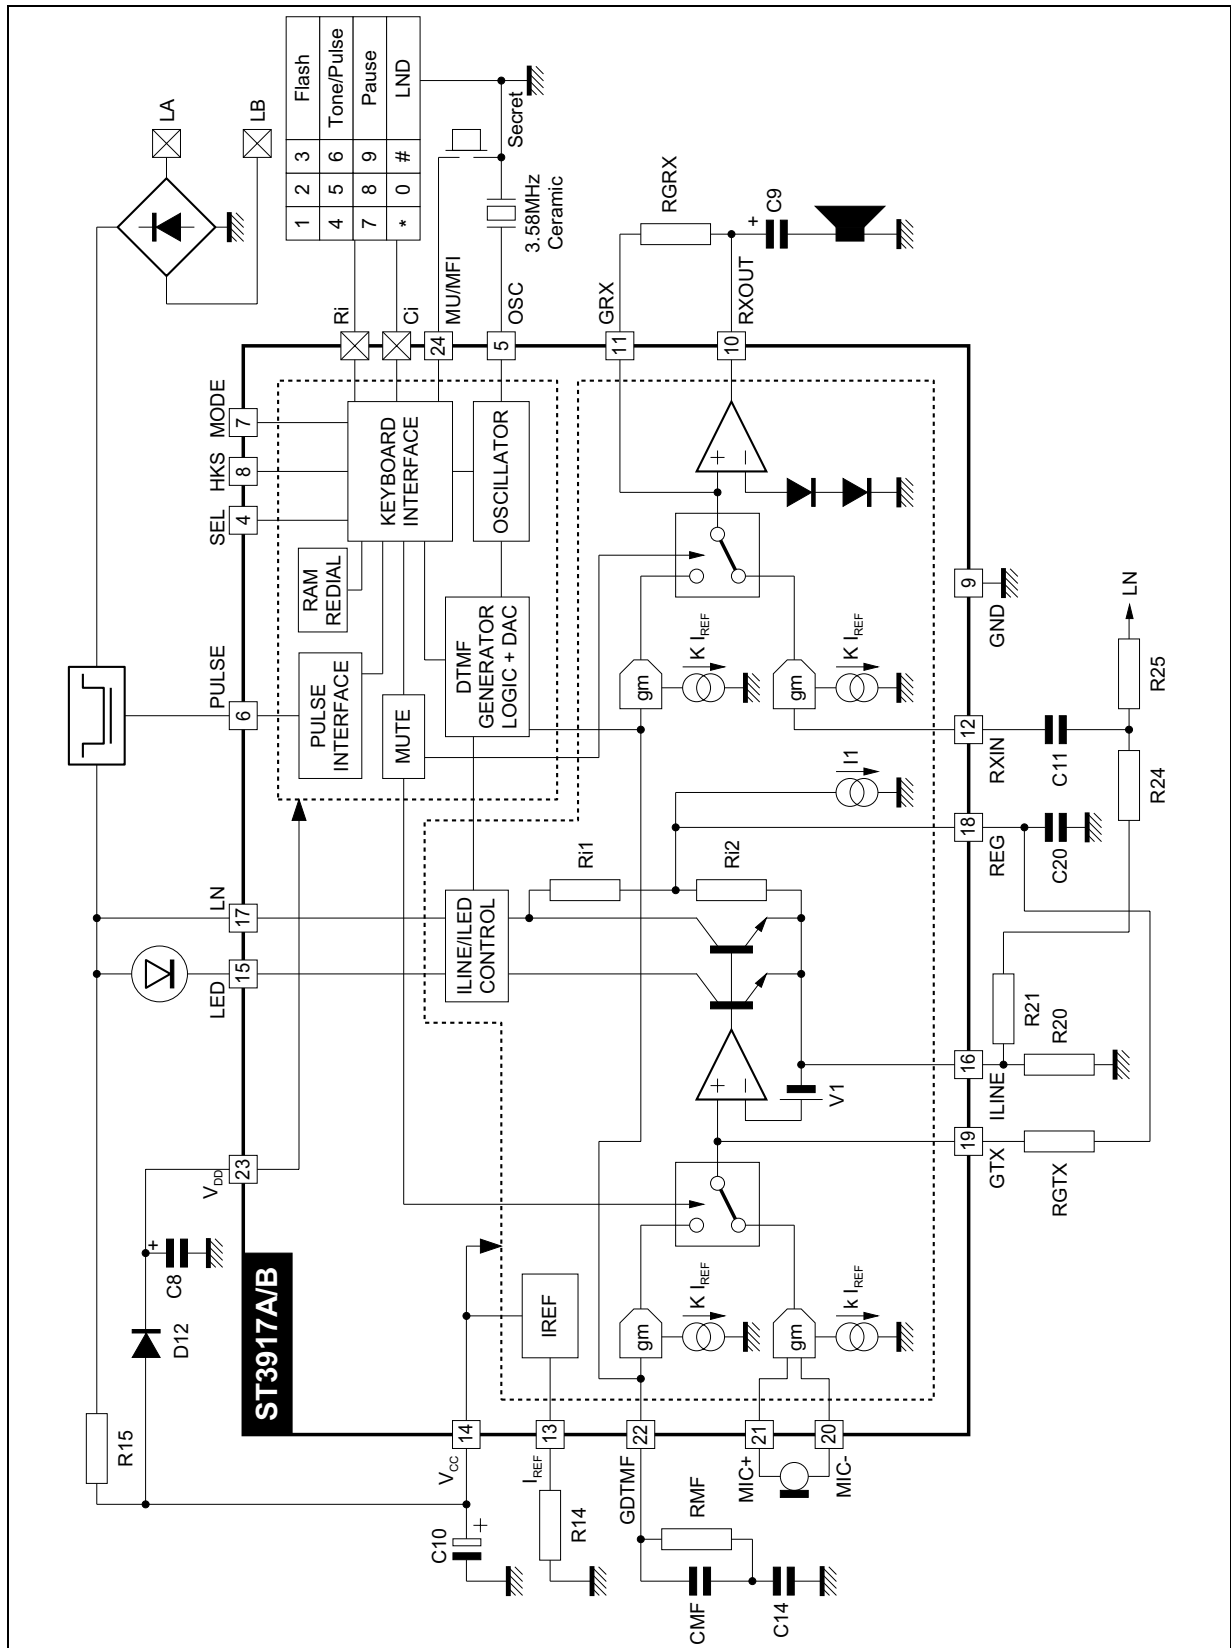 ST3917A/B
R15
D12
C8
+
VDD
23
LED
15
LN
17
PULSE
6
SEL
4
HKS
8
MODE
7
LA
LB
1 2 3 Flash
4 5 6 Tone/Pulse
7 8 9 Pause
* 0 # LND
Secret
3.58MHz
Ceramic
Ri
Ci
MU/MFI
24
OSC
5
GRX
11
RXOUT
10
RGRX
C9
+
KEYBOARD
INTERFACE
OSCILLATOR
RAM
REDIAL
PULSE
INTERFACE
MUTE
DTMF
GENERATOR
LOGIC + DAC
ILINE/ILED
CONTROL
Ri1
Ri2
I1
gm
K IREF
gm
K IREF
+
−
+
−
V1
IREF
gm
K IREF
gm
k IREF
14
VCC
C10
+
13
IREF
R14
22
GDTMF
RMF
CMF
C14
21
MIC+
20
MIC-
19
GTX
RGTX
16
ILINE
R21
R20
18
REG
C20
12
RXIN
C11
R24
R25
LN
9
GND